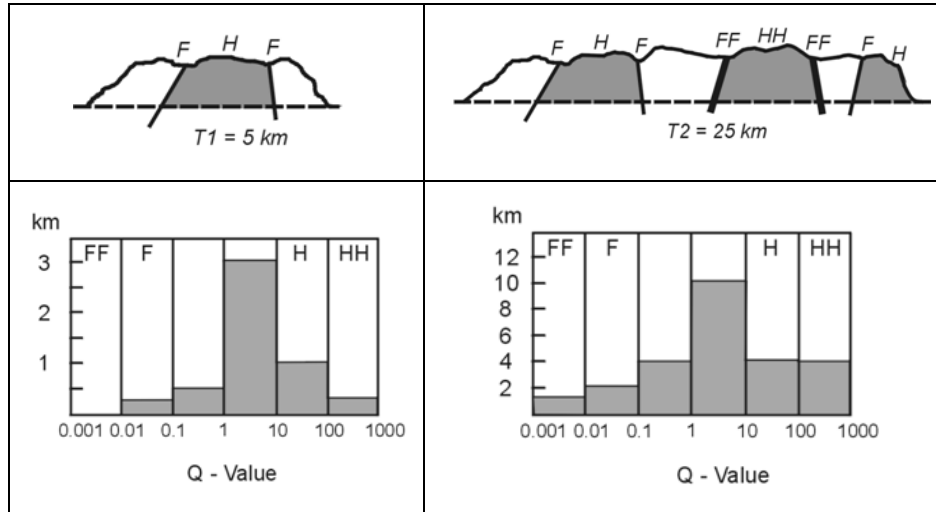 F H F
T1 = 5 km
F H F FF HH FF F H
T2 = 25 km
km
FF F H HH
3
2
1
0.001 0.01 0.1 1 10 100 1000
Q - Value
km
FF F H HH
12
10
8
6
4
2
0.001 0.01 0.1 1 10 100 1000
Q - Value